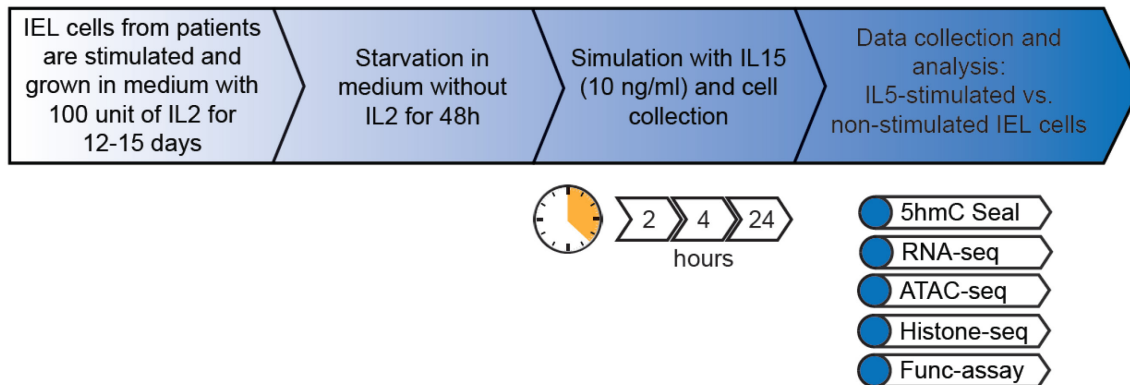 IEL cells from patients
are stimulated and
grown in medium with
100 unit of IL2 for
12-15 days
Starvation in
medium without
IL2 for 48h
Simulation with IL15
(10 ng/ml) and cell
collection
Data collection and
analysis:
IL5-stimulated vs.
non-stimulated IEL cells
2
4
24
hours
5hmC Seal
RNA-seq
ATAC-seq
Histone-seq
Func-assay